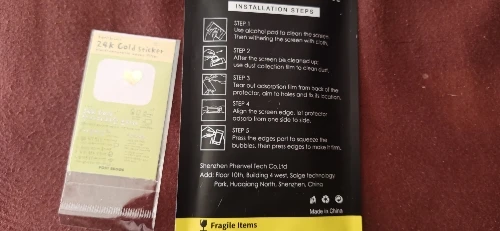 24K Gold Sticker
INSTALLATION STEPS
STEP 1
Use alcohol pad to clean the screen
Then withering the screen with cloth.
STEP 2
After the screen be cleaned up;
use dust collection film to clean dust.
STEP 3
Tear out adsorption film from back of the
protector, aim to holes and fix its location.
STEP 4
Align the screen edge, let protector
adsorb from one side to side.
STEP 5
Press the edges part to squeeze the
bubbles, then press edges to make it firm.
Shenzhen Phenvel Tech Co.Ltd
Add: Floor 10th, Building 4 west, Saige technology
Park, Huaqiang North, Shenzhen, China
Made in China
Fragile Items